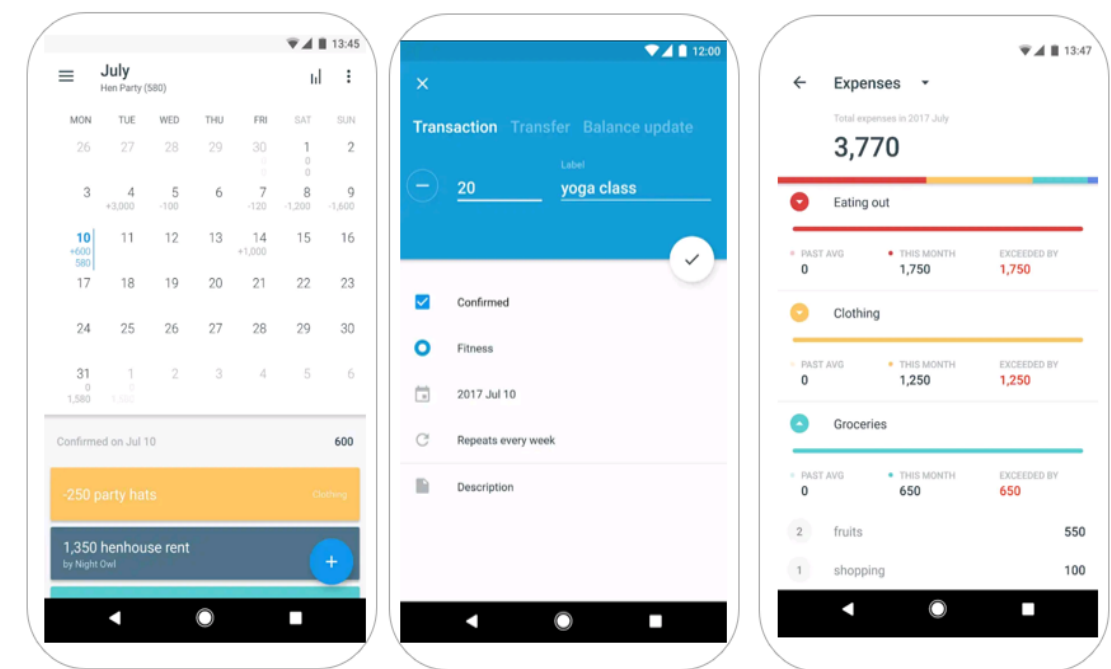 13:45
July
Hen Party (580)
MON TUE WED THU FRI SAT SUN
26 27 28 29 30 1 2
0 0
0 0
3 4 5 6 7 8 9
+3,000 -100 -120 -1,200 -1,600
10 11 12 13 14 15 16
+600 +1,000
580
17 18 19 20 21 22 23
24 25 26 27 28 29 30
31 1 2 3 4 5 6
0 0
1,580
Confirmed on Jul 10 600
-250 party hats Clothing
1,350 henhouse rent
by Night Owl
+
12:00
Transaction Transfer Balance update
Label
20 yoga class
Confirmed
Fitness
2017 Jul 10
Repeats every week
Description
13:47
Expenses
Total expenses in 2017 July
3,770
Eating out
PAST AVG THIS MONTH EXCEEDED BY
0 1,750 1,750
Clothing
PAST AVG THIS MONTH EXCEEDED BY
0 1,250 1,250
Groceries
PAST AVG THIS MONTH EXCEEDED BY
0 650 650
2 fruits 550
1 shopping 100